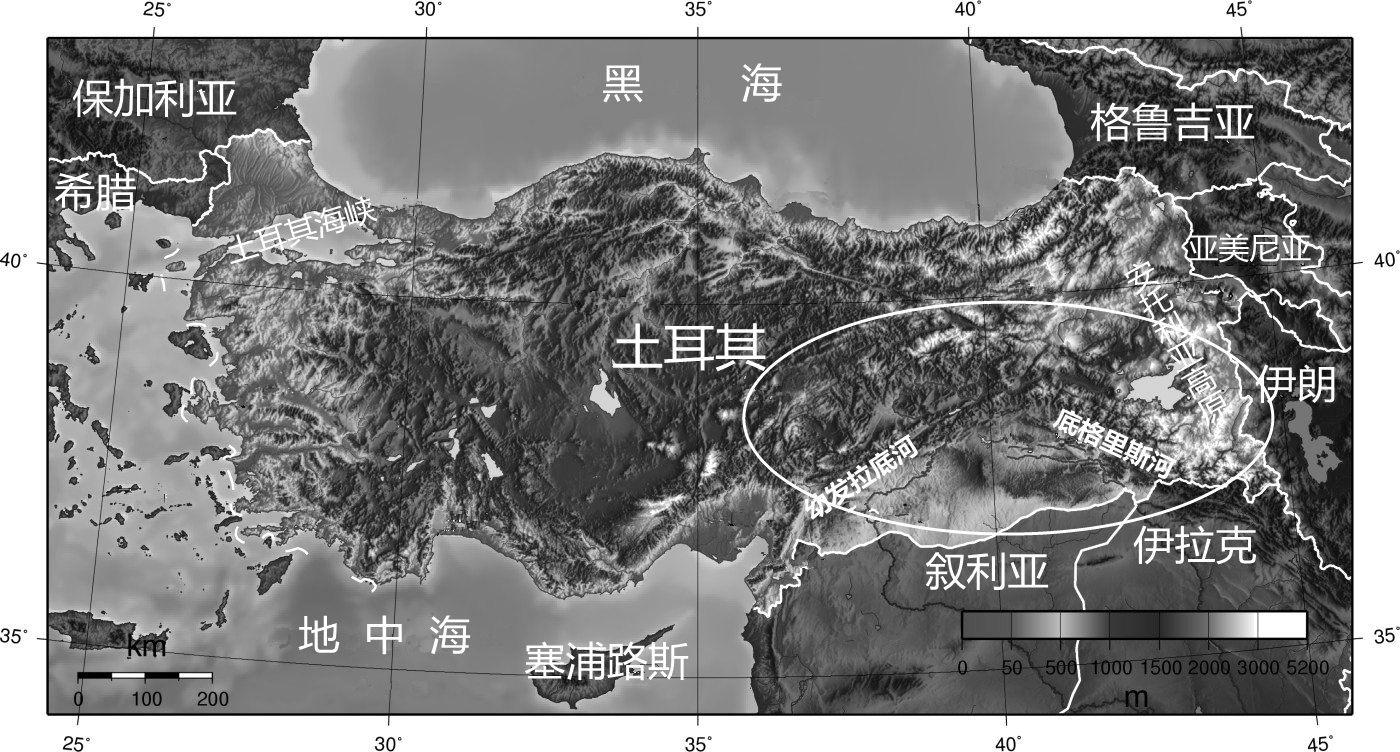 25° 30° 35° 40° 45°
保加利亚
黑 海
格鲁吉亚
希腊
土耳其海峡
亚美尼亚
40° 40°
安托利亚高原
土耳其
伊朗
底格里斯河
幼发拉底河
伊拉克
叙利亚
地 中 海
塞浦路斯
35° 35°
km
0 100 200
0 50 500 1000 1500 2000 3000 5200
m
25° 30° 35° 40° 45°